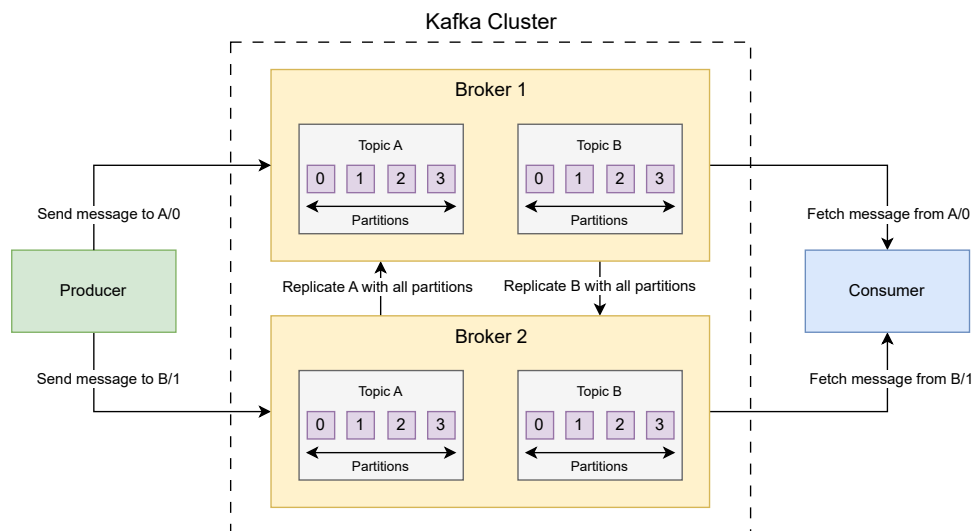 Kafka Cluster
Broker 1
Topic A
0 1 2 3
Partitions
Topic B
0 1 2 3
Partitions
Send message to A/0
Fetch message from A/0
Producer
Replicate A with all partitions
Replicate B with all partitions
Consumer
Broker 2
Send message to B/1
Fetch message from B/1
Topic A
0 1 2 3
Partitions
Topic B
0 1 2 3
Partitions